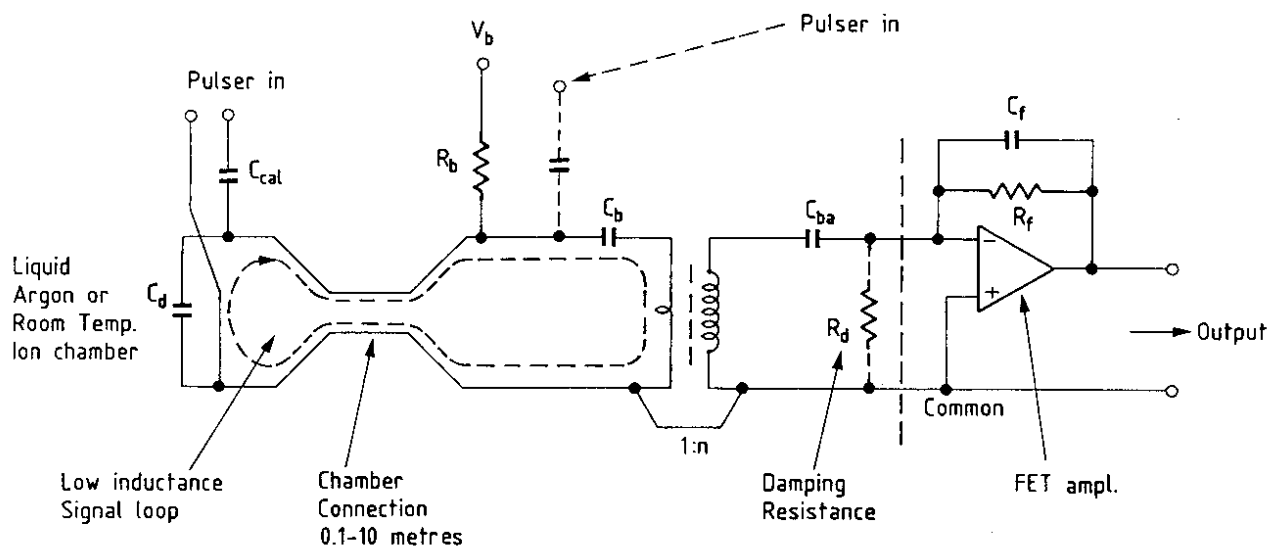 Pulser in
V_b
Pulser in
C_cal
R_b
C_b
C_ba
C_f
R_f
−
+
Liquid
Argon or
Room Temp.
Ion chamber
C_d
R_d
Output
Common
1:n
Low inductance
Signal loop
Chamber
Connection
0.1-10 metres
Damping
Resistance
FET ampl.